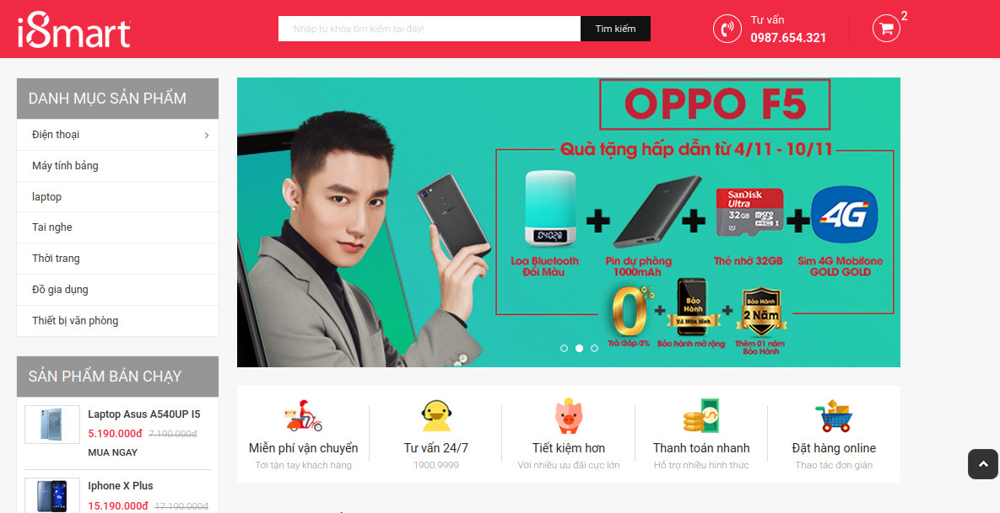 i8mart
Nhập từ khóa tìm kiếm tại đây!
Tìm kiếm
Tư vấn
0987.654.321
2
DANH MỤC SẢN PHẨM
Điện thoại
Máy tính bảng
laptop
Tai nghe
Thời trang
Đồ gia dụng
Thiết bị văn phòng
SẢN PHẨM BÁN CHẠY
Laptop Asus A540UP I5
5.190.000đ 7.190.000đ
MUA NGAY
Iphone X Plus
15.190.000đ 17.190.000đ
OPPO F5
Quà tặng hấp dẫn từ 4/11 - 10/11
SanDisk
Ultra
32GB
micro
HC I
4G
Loa Bluetooth
Đổi Màu
Pin dự phòng
1000mAh
Thẻ nhớ 32GB
Sim 4G Mobifone
GOLD GOLD
0%
Trả Góp 0%
Bảo
Hành
Vỡ Màn Hình
Bảo hành mở rộng
Bảo Hành
2 Năm
Thêm 01 năm
Bảo Hành
Miễn phí vận chuyển
Tới tận tay khách hàng
Tư vấn 24/7
1900.9999
Tiết kiệm hơn
Với nhiều ưu đãi cực lớn
Thanh toán nhanh
Hỗ trợ nhiều hình thức
Đặt hàng online
Thao tác đơn giản